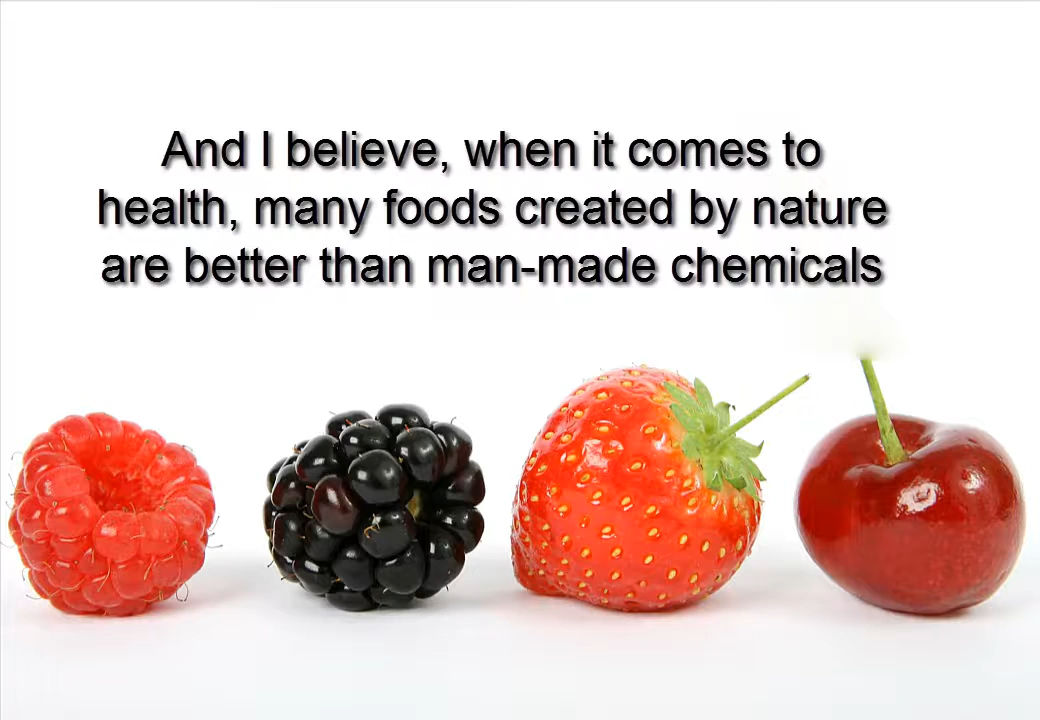 And I believe, when it comes to
health, many foods created by nature
are better than man-made chemicals